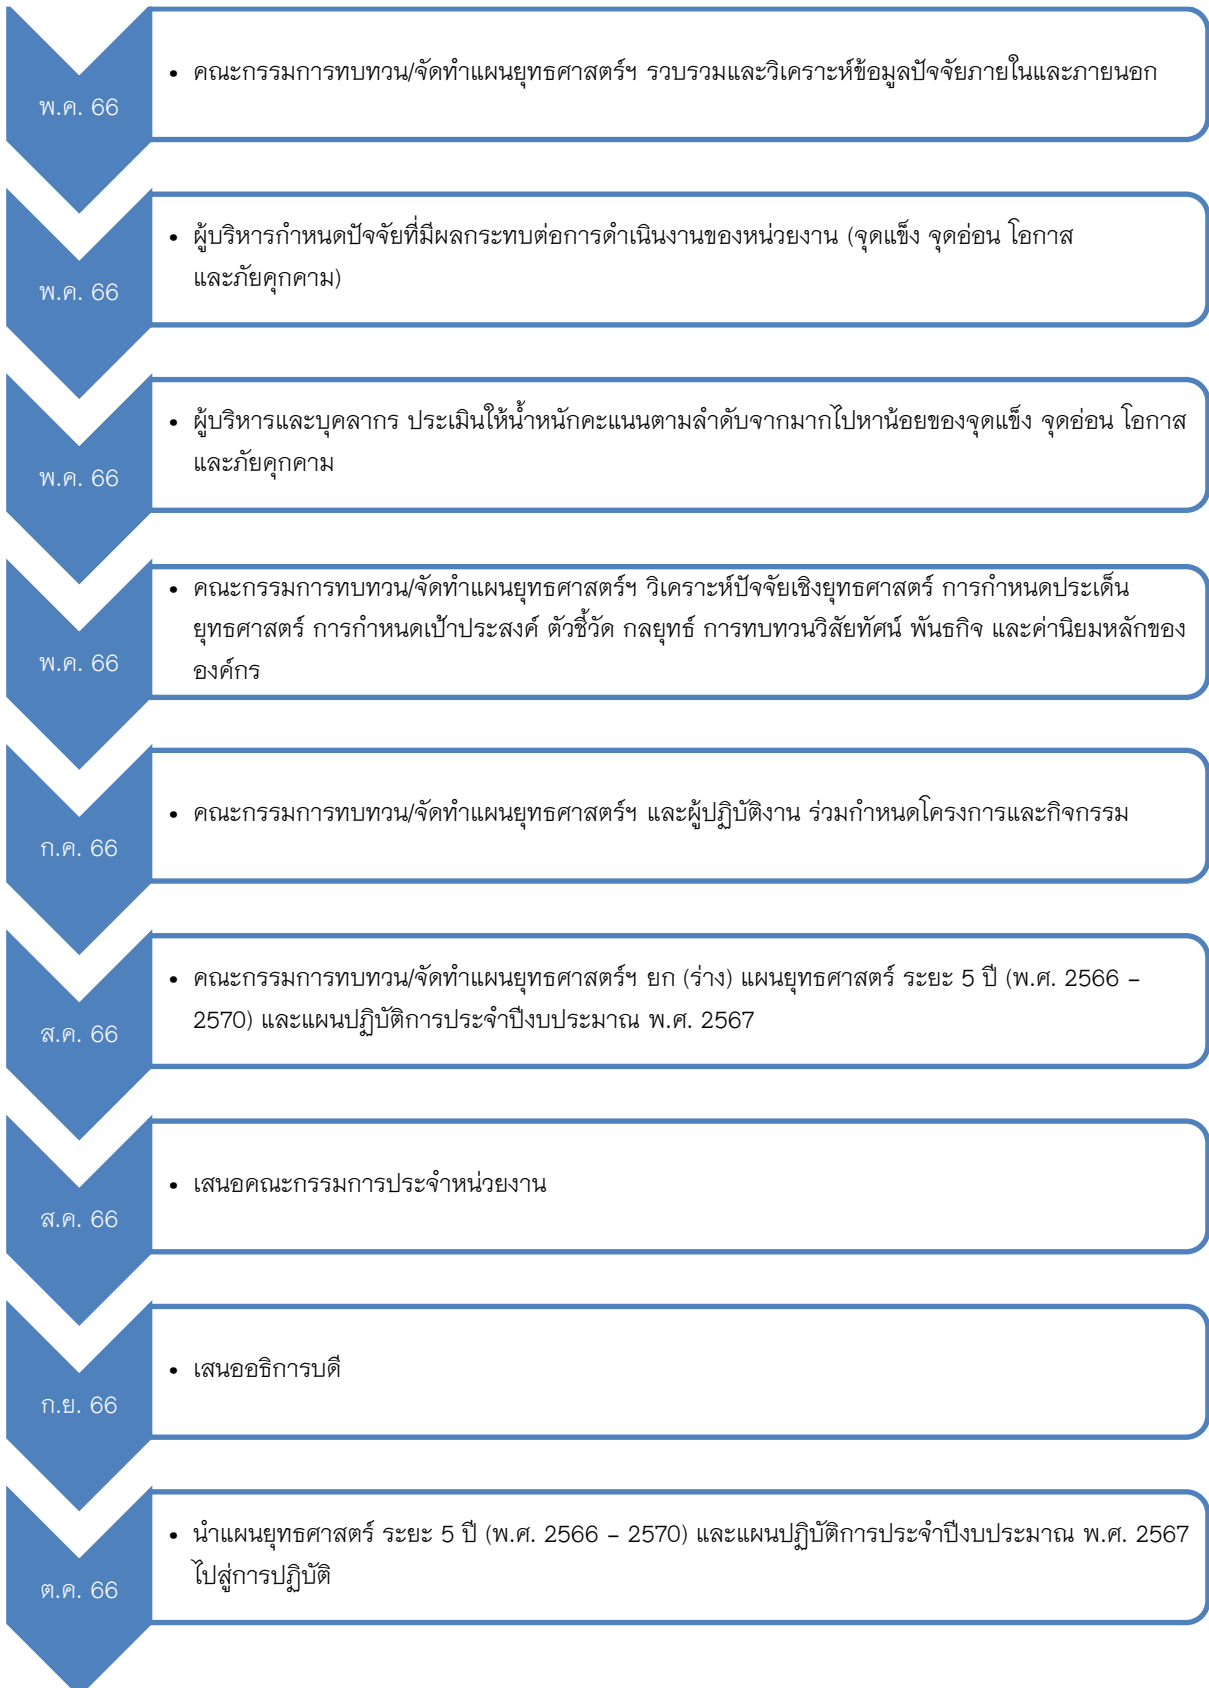 พ.ค. 66
• คณะกรรมการทบทวน/จัดทำแผนยุทธศาสตร์ฯ รวบรวมและวิเคราะห์ข้อมูลปัจจัยภายในและภายนอก
พ.ค. 66
• ผู้บริหารกำหนดปัจจัยที่มีผลกระทบต่อการดำเนินงานของหน่วยงาน (จุดแข็ง จุดอ่อน โอกาส
และภัยคุกคาม)
พ.ค. 66
• ผู้บริหารและบุคลากร ประเมินให้น้ำหนักคะแนนตามลำดับจากมากไปหาน้อยของจุดแข็ง จุดอ่อน โอกาส
และภัยคุกคาม
พ.ค. 66
• คณะกรรมการทบทวน/จัดทำแผนยุทธศาสตร์ฯ วิเคราะห์ปัจจัยเชิงยุทธศาสตร์ การกำหนดประเด็น
ยุทธศาสตร์ การกำหนดเป้าประสงค์ ตัวชี้วัด กลยุทธ์ การทบทวนวิสัยทัศน์ พันธกิจ และค่านิยมหลักของ
องค์กร
ก.ค. 66
• คณะกรรมการทบทวน/จัดทำแผนยุทธศาสตร์ฯ และผู้ปฏิบัติงาน ร่วมกำหนดโครงการและกิจกรรม
ส.ค. 66
• คณะกรรมการทบทวน/จัดทำแผนยุทธศาสตร์ฯ ยก (ร่าง) แผนยุทธศาสตร์ ระยะ 5 ปี (พ.ศ. 2566 –
2570) และแผนปฏิบัติการประจำปีงบประมาณ พ.ศ. 2567
ส.ค. 66
• เสนอคณะกรรมการประจำหน่วยงาน
ก.ย. 66
• เสนออธิการบดี
ต.ค. 66
• นำแผนยุทธศาสตร์ ระยะ 5 ปี (พ.ศ. 2566 – 2570) และแผนปฏิบัติการประจำปีงบประมาณ พ.ศ. 2567
ไปสู่การปฏิบัติ